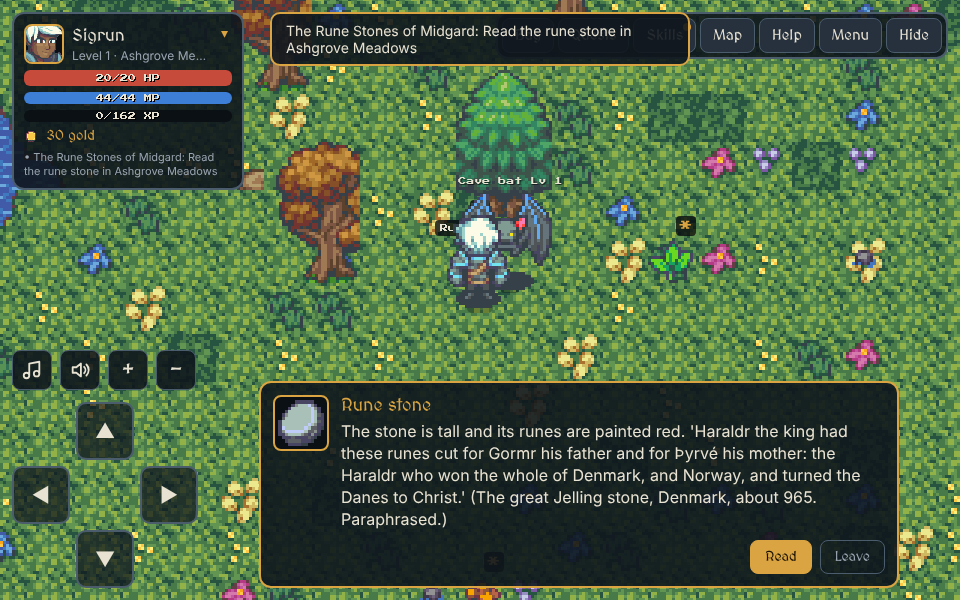 Sigrun
Level 1 · Ashgrove Me...
20/20 HP
44/44 MP
0/162 XP
30 gold
• The Rune Stones of Midgard: Read
the rune stone in Ashgrove Meadows
The Rune Stones of Midgard: Read the rune stone in
Ashgrove Meadows
Skills
Map
Help
Menu
Hide
Cave bat Lv 1
Rune stone
The stone is tall and its runes are painted red. 'Haraldr the king had
these runes cut for Gormr his father and for Þyrvé his mother: the
Haraldr who won the whole of Denmark, and Norway, and turned the
Danes to Christ.' (The great Jelling stone, Denmark, about 965.
Paraphrased.)
Read
Leave